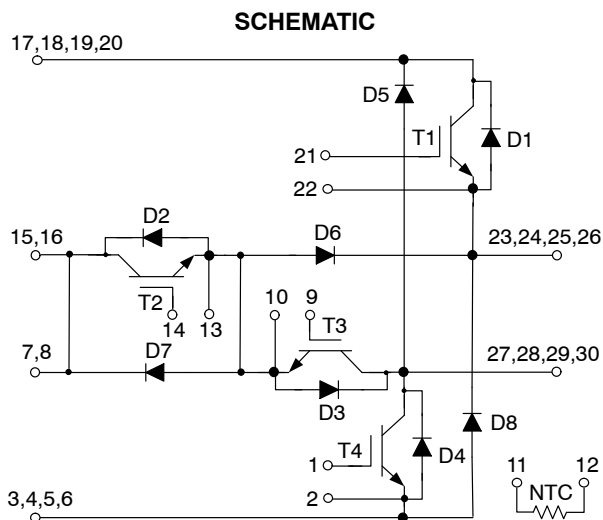 SCHEMATIC
17,18,19,20
D5
T1
D1
21
22
D2
D6
15,16
23,24,25,26
T2
14
13
10
9
T3
7,8
D7
27,28,29,30
D3
D8
T4
D4
1
2
11
12
NTC
3,4,5,6